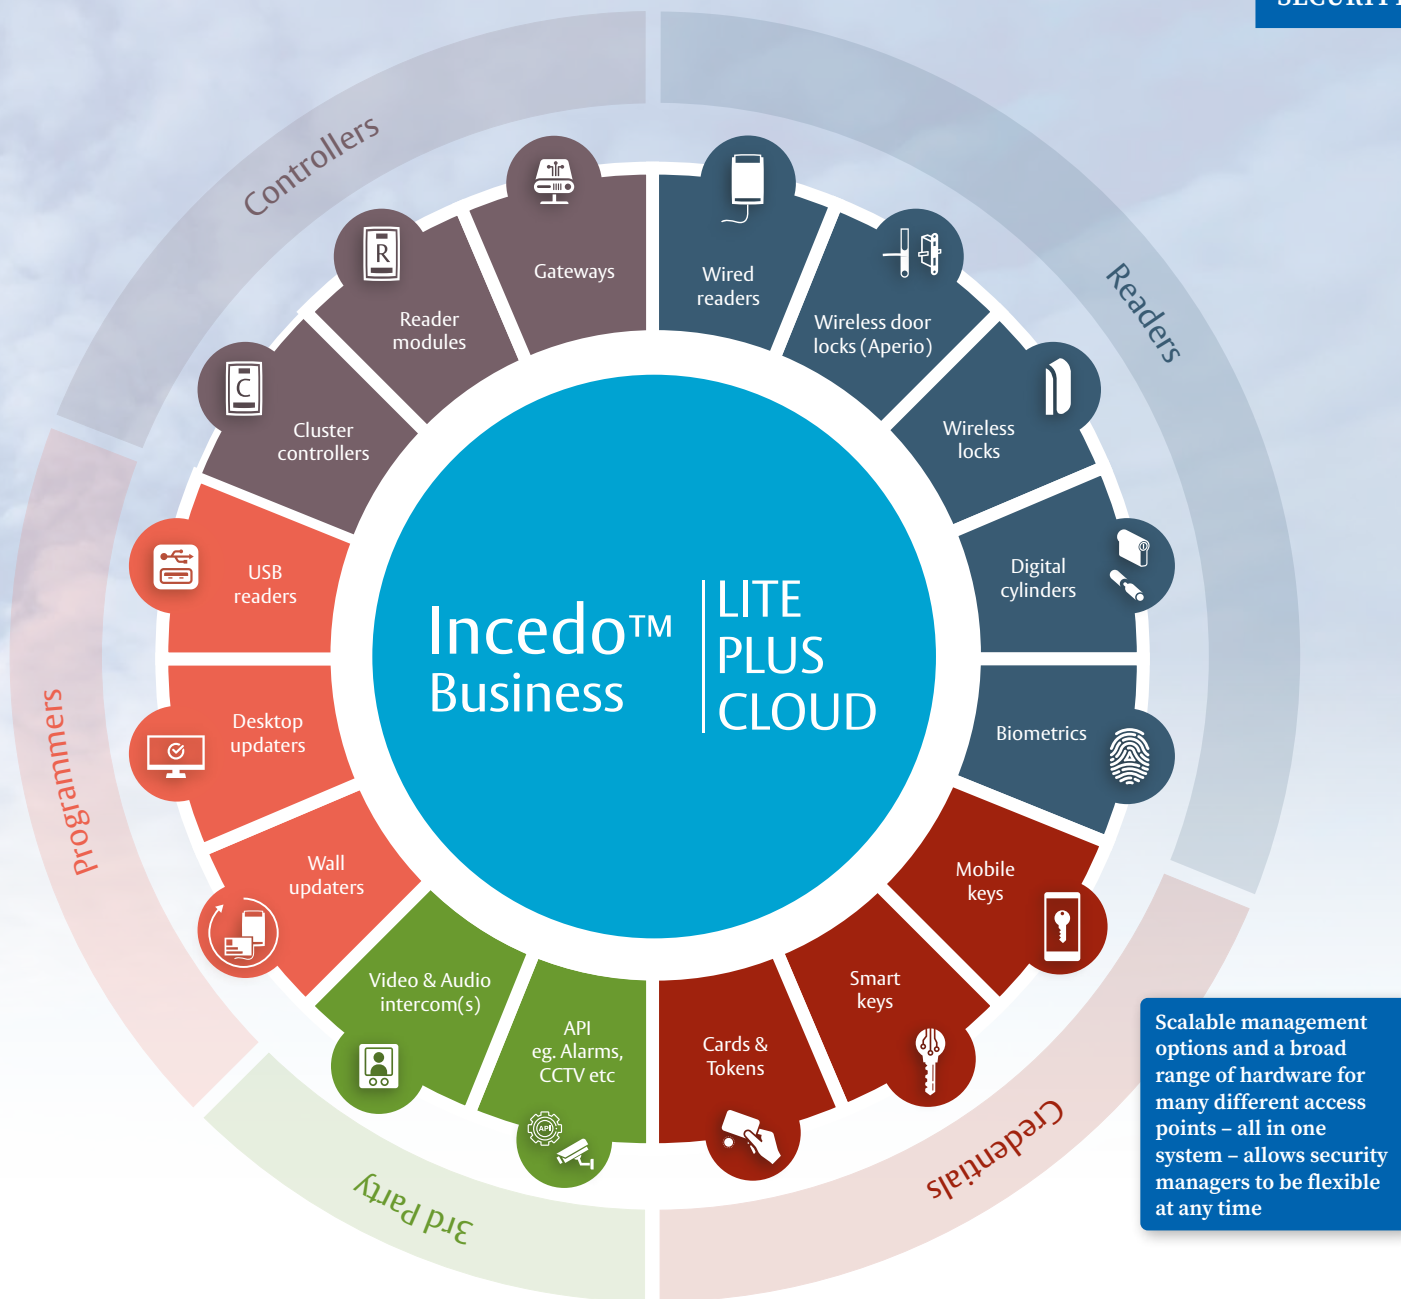 Controllers
Readers
Programmers
3rd Party
Credentials
Gateways
Wired
readers
Wireless door
locks (Aperio)
Wireless
locks
Digital
cylinders
Biometrics
Mobile
keys
Smart
keys
Cards &
Tokens
API
eg. Alarms,
CCTV etc
API
Video & Audio
intercom(s)
Wall
updaters
Desktop
updaters
USB
readers
Cluster
controllers
C
Reader
modules
R
Incedo™
Business
LITE
PLUS
CLOUD
Scalable management
options and a broad
range of hardware for
many different access
points – all in one
system – allows security
managers to be flexible
at any time